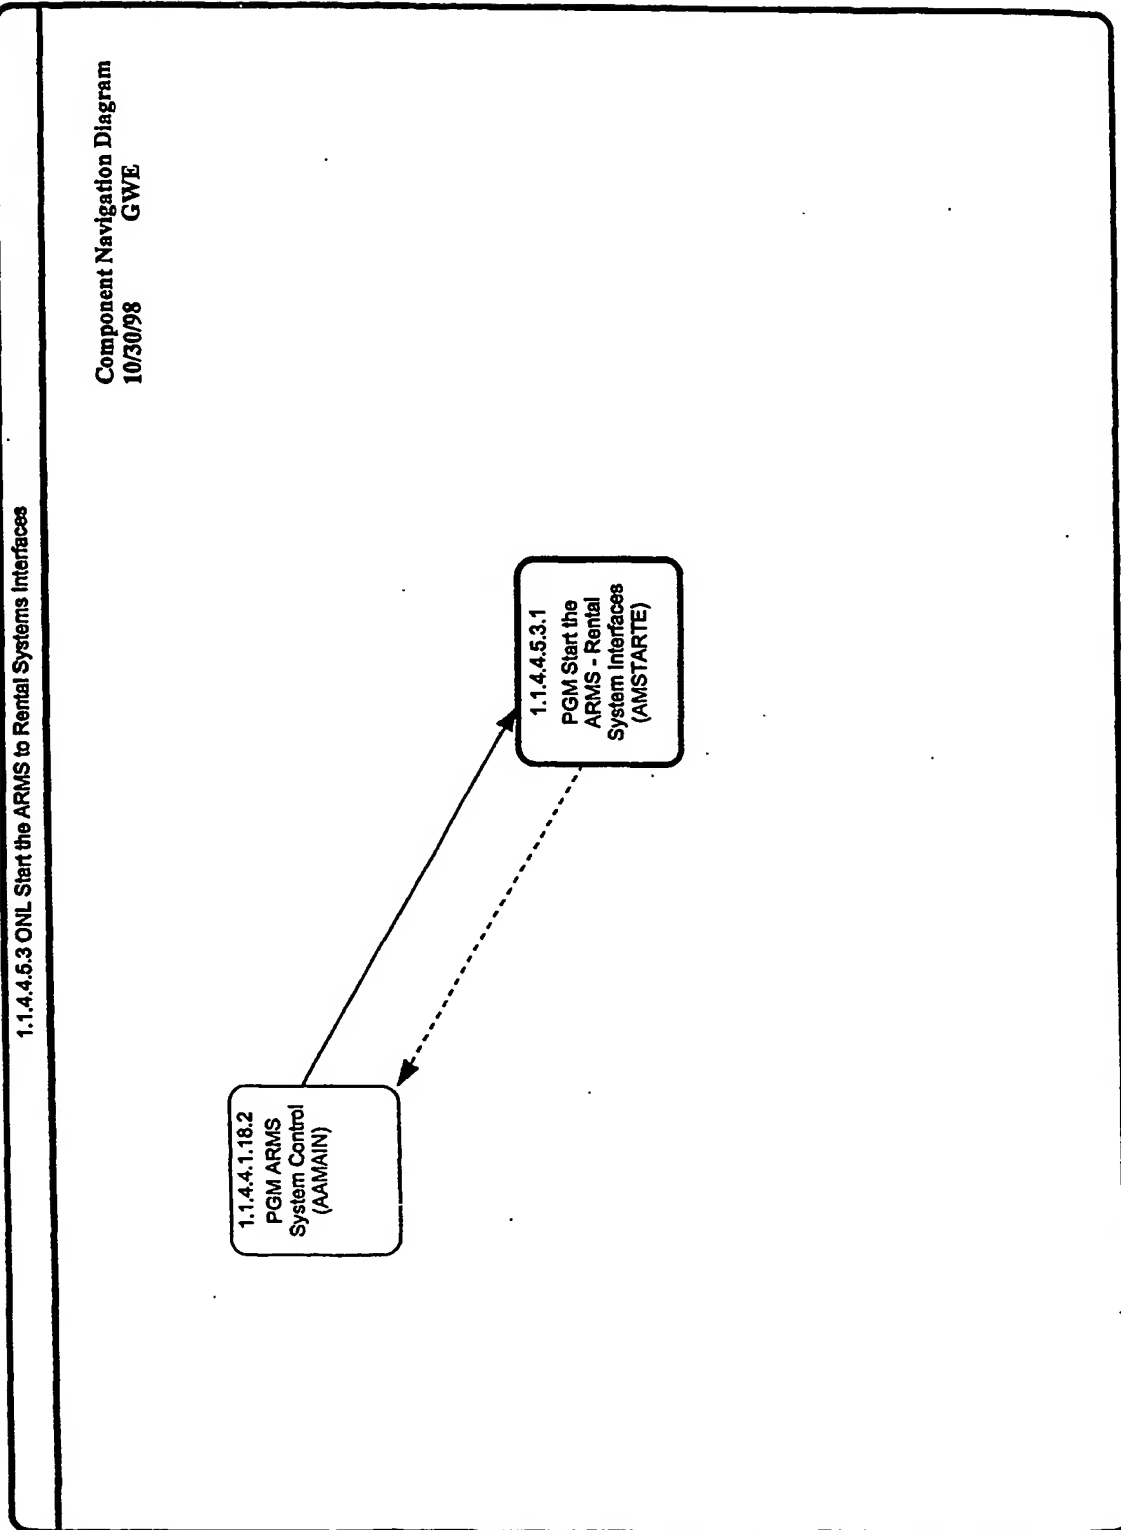 1.1.4.4.5.3 ONL Start the ARMS to Rental Systems Interfaces
Component Navigation Diagram
10/30/98 GWE
1.1.4.4.1.18.2
PGM ARMS
System Control
(AAMAIN)
1.1.4.4.5.3.1
PGM Start the
ARMS - Rental
System Interfaces
(AMSTARTE)